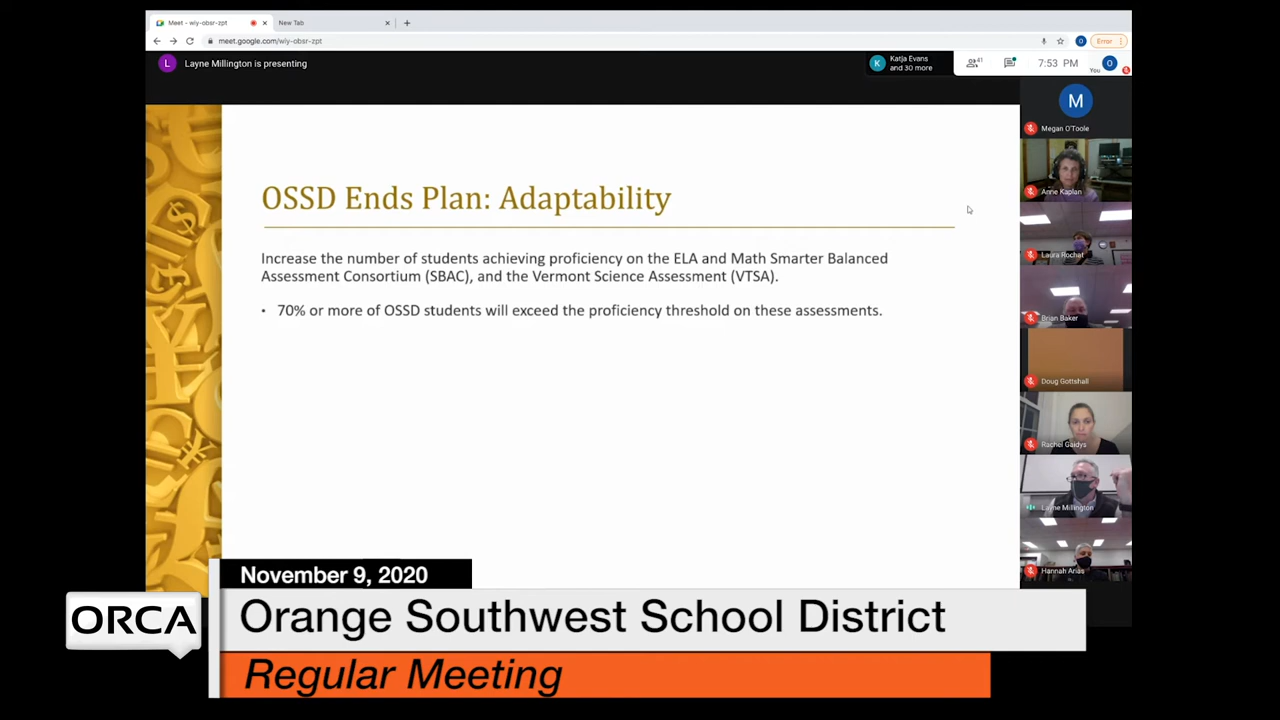 Meet - wiy-obsr-zpt
New Tab
meet.google.com/wiy-obsr-zpt
O
Error
L
Layne Millington is presenting
K
Katja Evans
and 30 more
41
7:53 PM
You
O
M
Megan O'Toole
Anne Kaplan
Laura Rochat
Brian Baker
Doug Gottshall
Rachel Gaidys
Layne Millington
Hannah Arias
OSSD Ends Plan: Adaptability
Increase the number of students achieving proficiency on the ELA and Math Smarter Balanced
Assessment Consortium (SBAC), and the Vermont Science Assessment (VTSA).
• 70% or more of OSSD students will exceed the proficiency threshold on these assessments.
November 9, 2020
ORCA
Orange Southwest School District
Regular Meeting